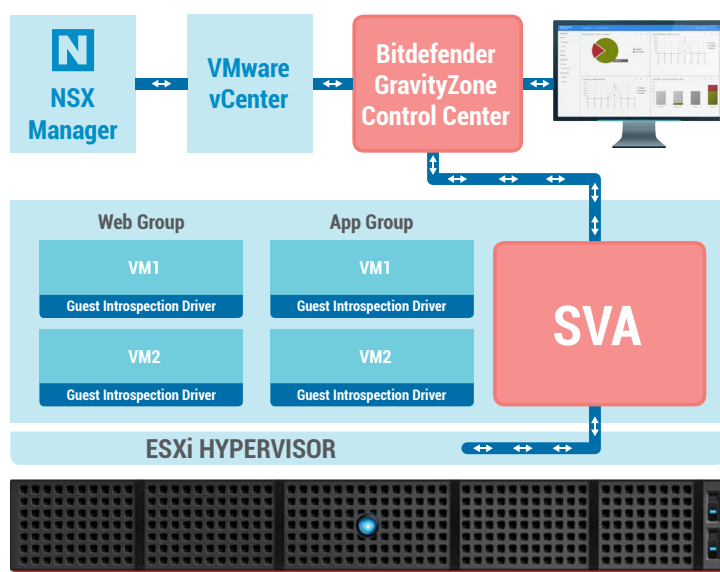 N
NSX
Manager
VMware
vCenter
Bitdefender
GravityZone
Control Center
Web Group
App Group
VM1
Guest Introspection Driver
VM1
Guest Introspection Driver
VM2
Guest Introspection Driver
VM2
Guest Introspection Driver
SVA
ESXi HYPERVISOR